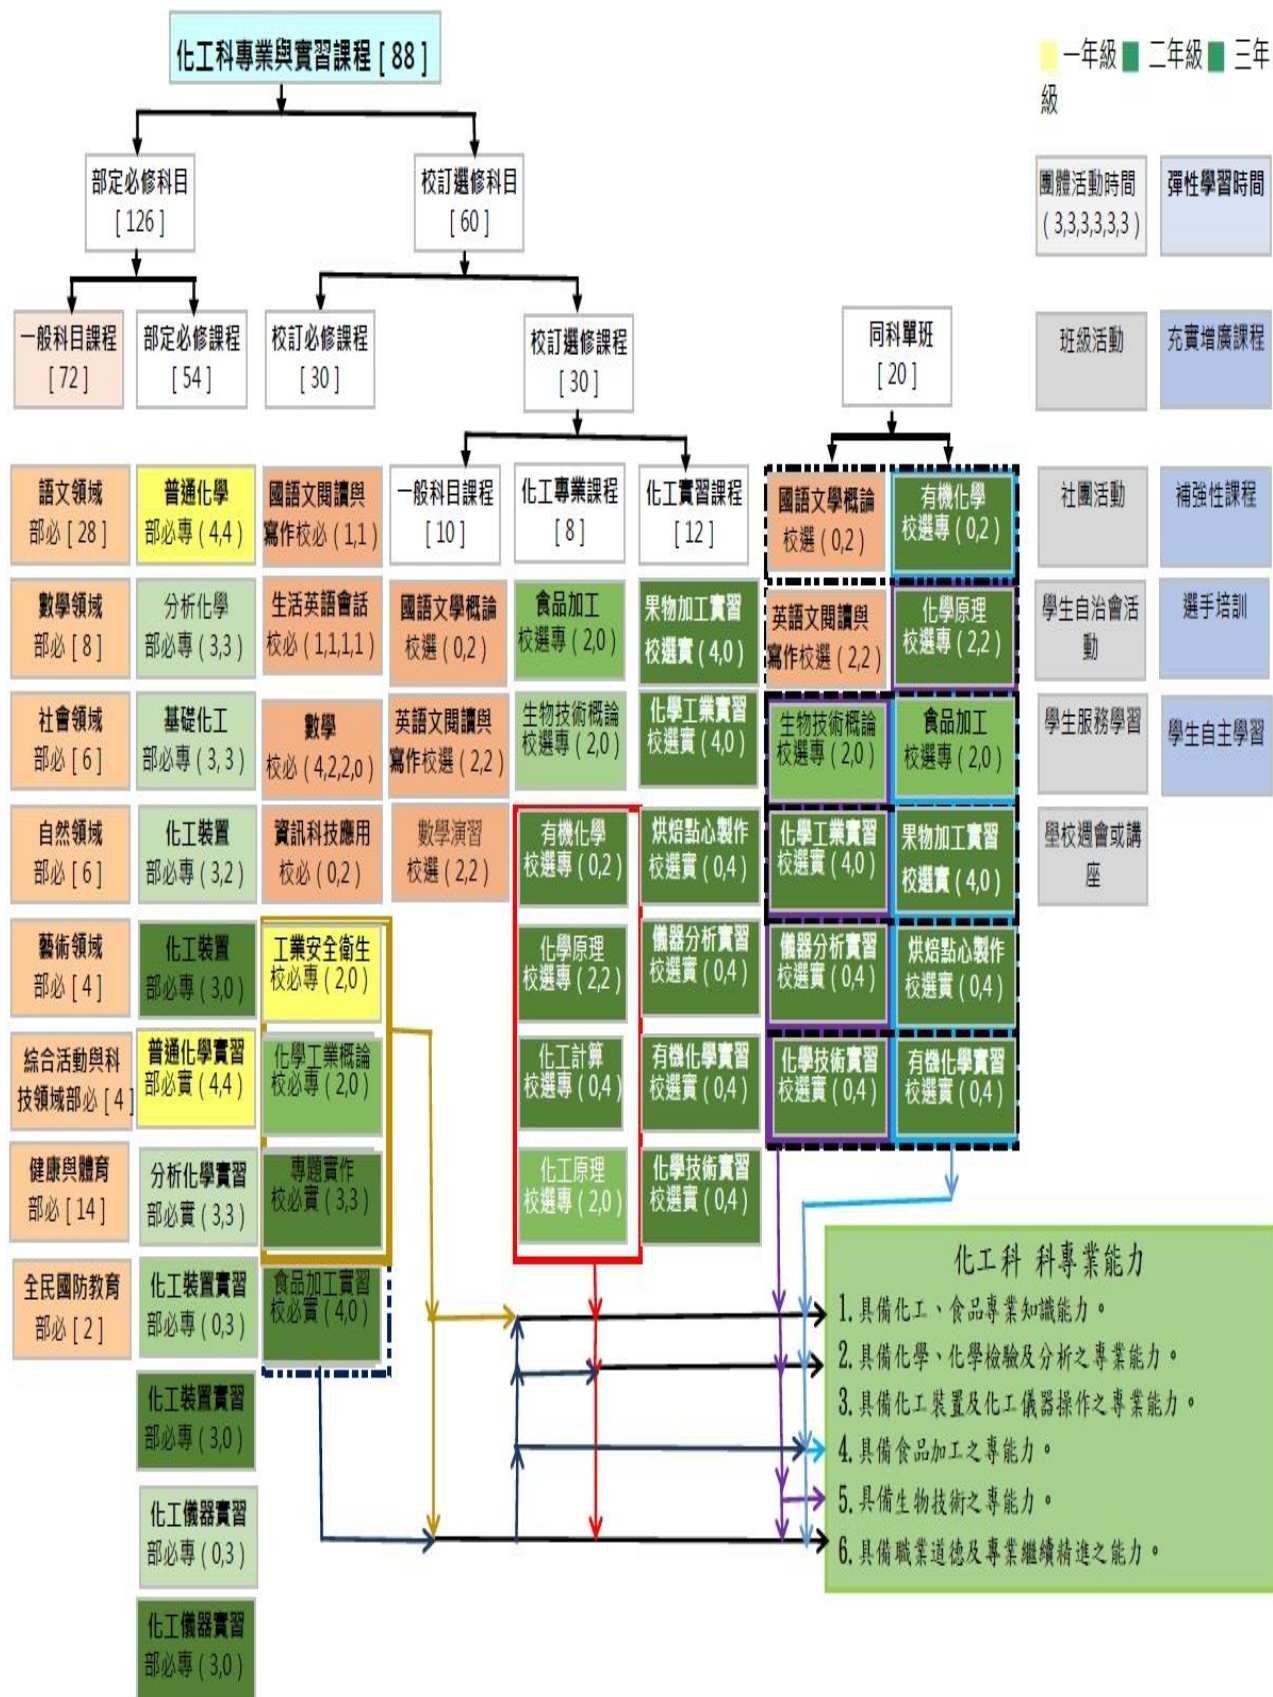 化工科專業與實習課程 [ 88 ]
一年級 二年級 三年
級
部定必修科目
[ 126 ]
校訂選修科目
[ 60 ]
團體活動時間
( 3,3,3,3,3,3 )
彈性學習時間
一般科目課程
[ 72 ]
部定必修課程
[ 54 ]
校訂必修課程
[ 30 ]
校訂選修課程
[ 30 ]
同科單班
[ 20 ]
班級活動
充實增廣課程
語文領域
部必 [ 28 ]
普通化學
部必專 ( 4,4 )
國語文閱讀與
寫作校必 ( 1,1 )
一般科目課程
[ 10 ]
化工專業課程
[ 8 ]
化工實習課程
[ 12 ]
國語文學概論
校選 ( 0,2 )
有機化學
校選專 ( 0,2 )
社團活動
補強性課程
數學領域
部必 [ 8 ]
分析化學
部必專 ( 3,3 )
生活英語會話
校必 ( 1,1,1,1 )
國語文學概論
校選 ( 0,2 )
食品加工
校選專 ( 2,0 )
果物加工實習
校選實 ( 4,0 )
英語文閱讀與
寫作校選 ( 2,2 )
化學原理
校選專 ( 2,2 )
學生自治會活
動
選手培訓
社會領域
部必 [ 6 ]
基礎化工
部必專 ( 3, 3 )
數學
校必 ( 4,2,2,0 )
英語文閱讀與
寫作校選 ( 2,2 )
生物技術概論
校選專 ( 2,0 )
化學工業實習
校選實 ( 4,0 )
生物技術概論
校選專 ( 2,0 )
食品加工
校選專 ( 2,0 )
學生服務學習
學生自主學習
自然領域
部必 [ 6 ]
化工裝置
部必專 ( 3,2 )
資訊科技應用
校必 ( 0,2 )
數學演習
校選 ( 2,2 )
有機化學
校選專 ( 0,2 )
烘焙點心製作
校選實 ( 0,4 )
化學工業實習
校選實 ( 4,0 )
果物加工實習
校選實 ( 4,0 )
學校週會或講
座
藝術領域
部必 [ 4 ]
化工裝置
部必專 ( 3,0 )
工業安全衛生
校必專 ( 2,0 )
化學原理
校選專 ( 2,2 )
儀器分析實習
校選實 ( 0,4 )
儀器分析實習
校選實 ( 0,4 )
烘焙點心製作
校選實 ( 0,4 )
綜合活動與科
技領域部必 [ 4 ]
普通化學實習
部必實 ( 4,4 )
化學工業概論
校必專 ( 2,0 )
化工計算
校選專 ( 0,4 )
有機化學實習
校選實 ( 0,4 )
化學技術實習
校選實 ( 0,4 )
有機化學實習
校選實 ( 0,4 )
健康與體育
部必 [ 14 ]
分析化學實習
部必實 ( 3,3 )
專題實作
校必實 ( 3,3 )
化工原理
校選專 ( 2,0 )
化學技術實習
校選實 ( 0,4 )
全民國防教育
部必 [ 2 ]
化工裝置實習
部必專 ( 0,3 )
食品加工實習
校必實 ( 4,0 )
化工裝置實習
部必專 ( 3,0 )
化工儀器實習
部必專 ( 0,3 )
化工儀器實習
部必專 ( 3,0 )
化工科 科專業能力
1. 具備化工、食品專業知識能力。
2. 具備化學、化學檢驗及分析之專業能力。
3. 具備化工裝置及化工儀器操作之專業能力。
4. 具備食品加工之專能力。
5. 具備生物技術之專能力。
6. 具備職業道德及專業繼續精進之能力。